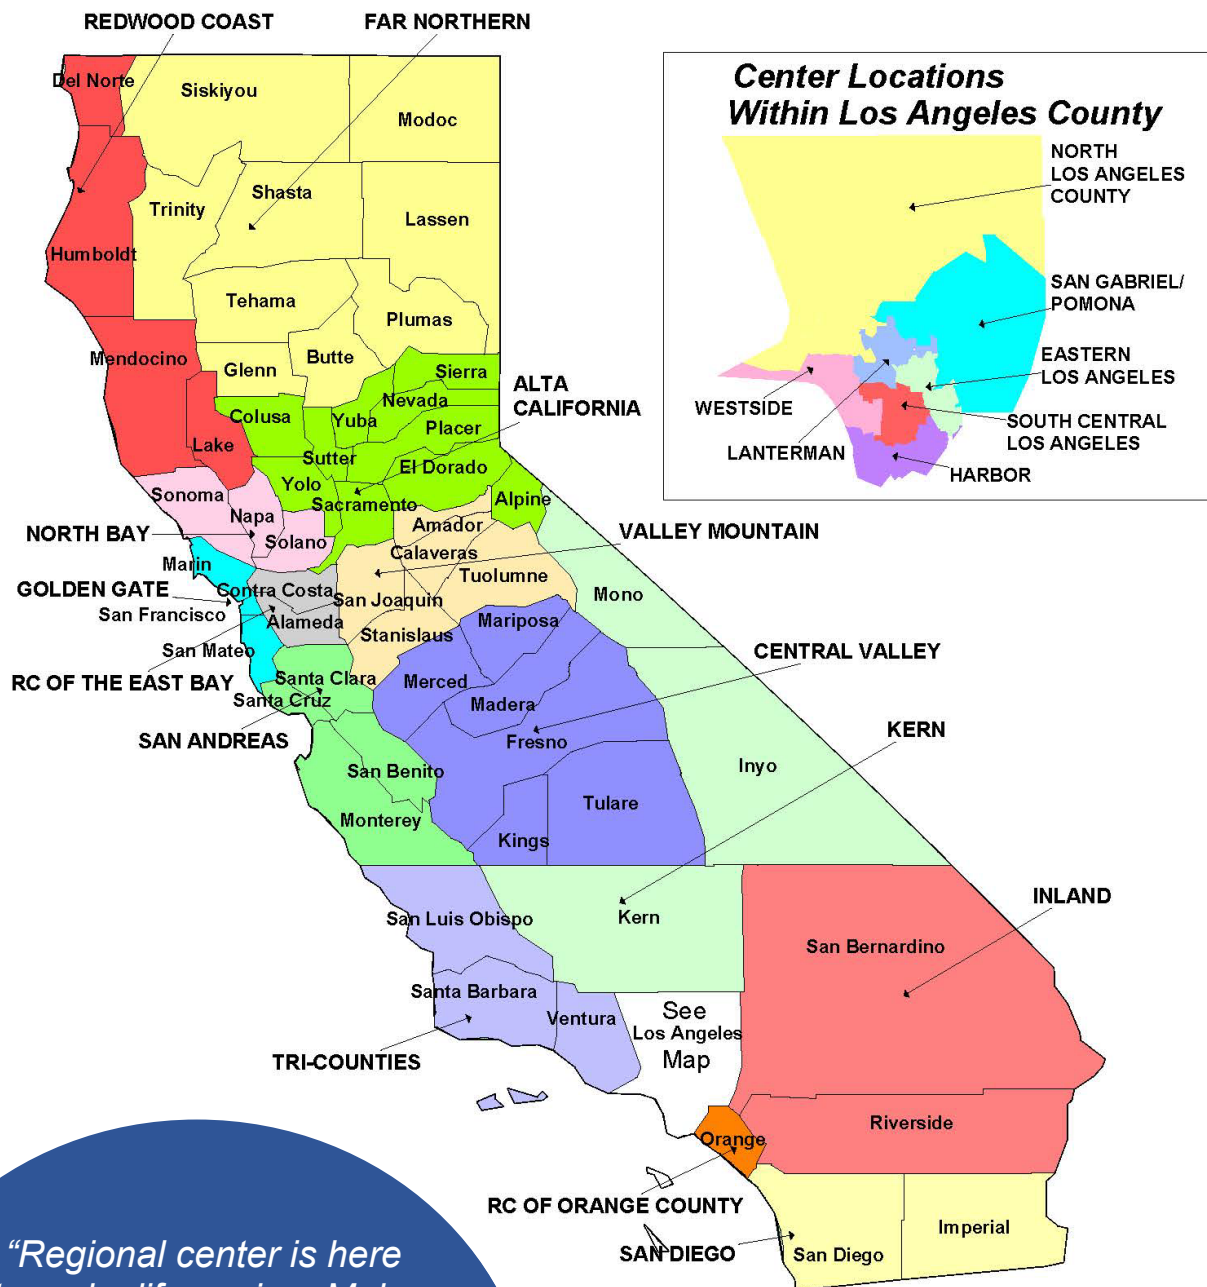 REDWOOD COAST
FAR NORTHERN
Del Norte
Siskiyou
Modoc
Shasta
Trinity
Lassen
Humboldt
Tehama
Plumas
Mendocino
Butte
Glenn
Sierra
Nevada
Colusa
Yuba
Placer
Lake
Sutter
El Dorado
Yolo
Sonoma
Sacramento
Alpine
Napa
Amador
Solano
Calaveras
ALTA
CALIFORNIA
NORTH BAY
VALLEY MOUNTAIN
Marin
Tuolumne
GOLDEN GATE
Contra Costa
San Joaquin
Mono
San Francisco
Alameda
Mariposa
Stanislaus
San Mateo
CENTRAL VALLEY
RC OF THE EAST BAY
Santa Clara
Merced
Santa Cruz
Madera
SAN ANDREAS
Fresno
KERN
San Benito
Inyo
Tulare
Monterey
Kings
San Luis Obispo
Kern
INLAND
San Bernardino
Santa Barbara
Ventura
See
Los Angeles
Map
TRI-COUNTIES
Riverside
Orange
RC OF ORANGE COUNTY
SAN DIEGO
San Diego
Imperial
Center Locations
Within Los Angeles County
NORTH
LOS ANGELES
COUNTY
SAN GABRIEL/
POMONA
EASTERN
LOS ANGELES
WESTSIDE
SOUTH CENTRAL
LOS ANGELES
LANTERMAN
HARBOR
“Regional center is here